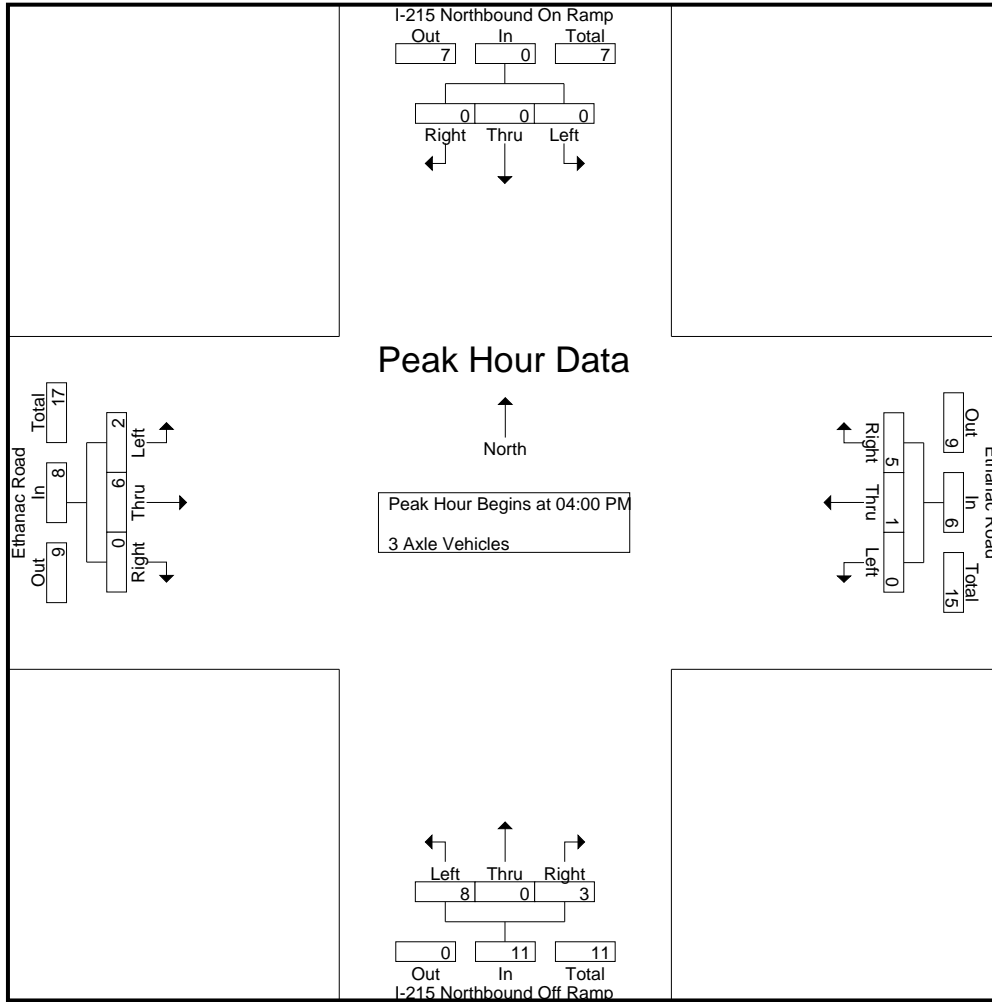 I-215 Northbound On Ramp
Out In Total
7 0 7
0 0 0
Right Thru Left
Peak Hour Data
North
Peak Hour Begins at 04:00 PM
3 Axle Vehicles
Ethanac Road
Total In Out
17 8 9
2 6 0
Left Thru Right
Right Thru Left
5 1 0
9 6 15
Out In Total
Ethanac Road
Left Thru Right
8 0 3
0 11 11
Out In Total
I-215 Northbound Off Ramp